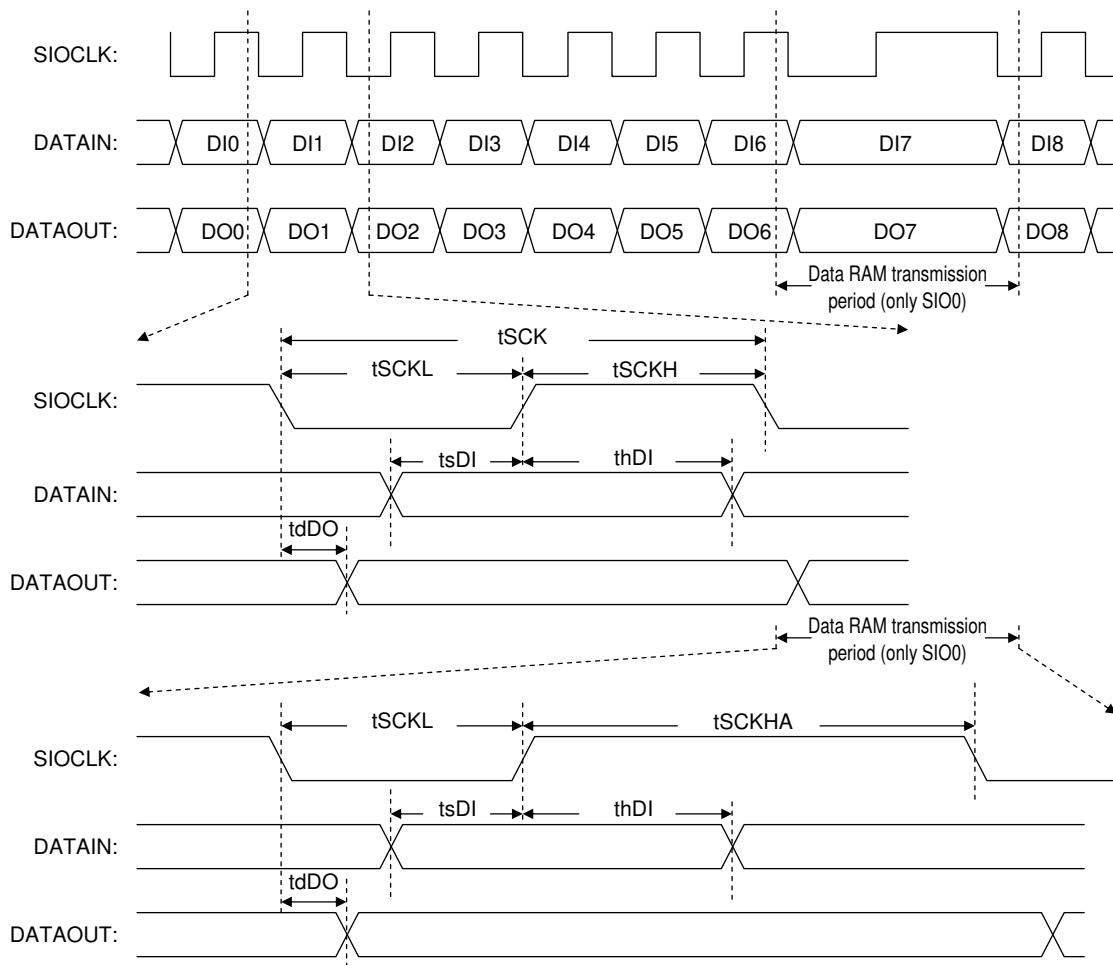 SIOCLK:
DATAIN: DI0 DI1 DI2 DI3 DI4 DI5 DI6 DI7 DI8
DATAOUT: DO0 DO1 DO2 DO3 DO4 DO5 DO6 DO7 DO8
Data RAM transmission
period (only SIO0)
tSCK
tSCKL tSCKH
SIOCLK:
tsDI thDI
DATAIN:
tdDO
DATAOUT:
Data RAM transmission
period (only SIO0)
tSCKL tSCKHA
SIOCLK:
tsDI thDI
DATAIN:
tdDO
DATAOUT: